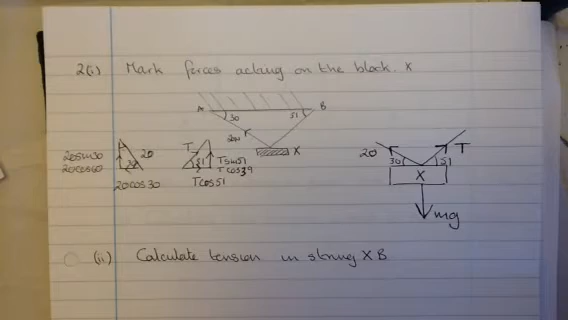 2(i) Mark forces acting on the block. X
A B
30 51
20N
X
20sin30 20
20cos60
20cos30
T
51 Tsin51
Tcos39
Tcos51
20 T
30 51
X
mg
(ii) Calculate tension in string XB